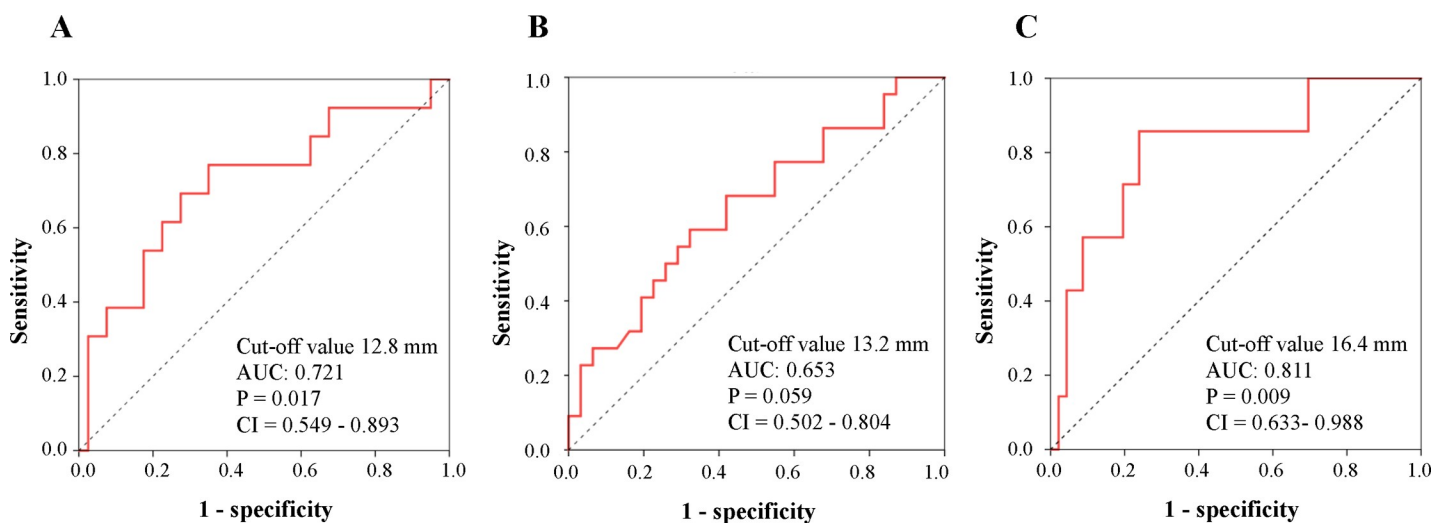 A
1.0
0.8
0.6
0.4
0.2
0.0
Sensitivity
Cut-off value 12.8 mm
AUC: 0.721
P = 0.017
CI = 0.549 - 0.893
0.0 0.2 0.4 0.6 0.8 1.0
1 - specificity
B
1.0
0.8
0.6
0.4
0.2
0.0
Sensitivity
Cut-off value 13.2 mm
AUC: 0.653
P = 0.059
CI = 0.502 - 0.804
0.0 0.2 0.4 0.6 0.8 1.0
1 - specificity
C
1.0
0.8
0.6
0.4
0.2
0.0
Sensitivity
Cut-off value 16.4 mm
AUC: 0.811
P = 0.009
CI = 0.633- 0.988
0.0 0.2 0.4 0.6 0.8 1.0
1 - specificity